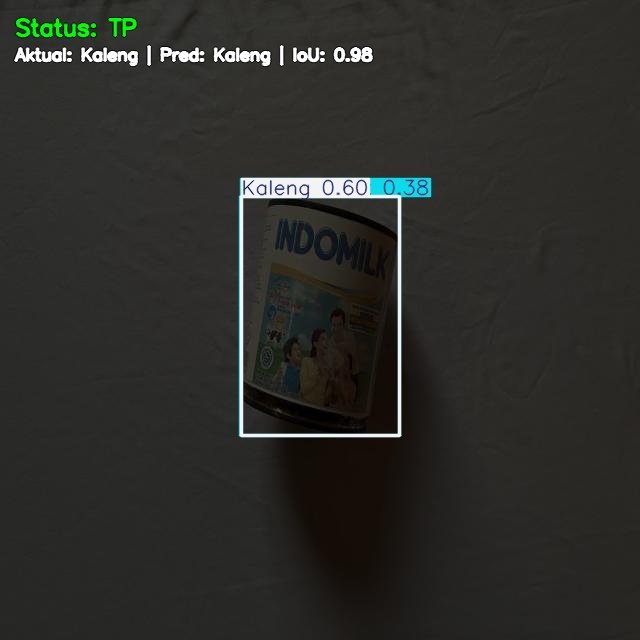 Status: TP
Aktual: Kaleng | Pred: Kaleng | IoU: 0.98
Kaleng 0.60 0.38
INDOMILK